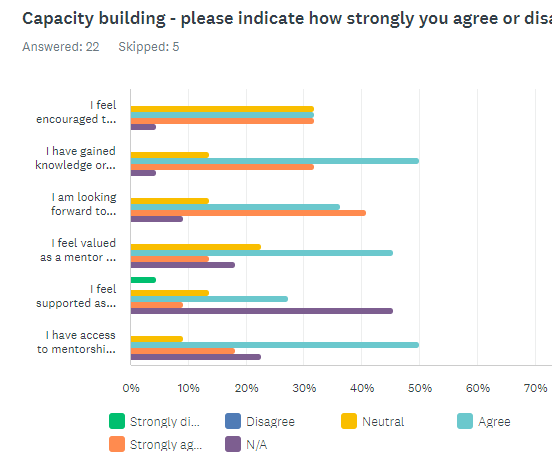 Capacity building - please indicate how strongly you agree or disa
Answered: 22 Skipped: 5
I feel
encouraged t...
I have gained
knowledge or...
I am looking
forward to...
I feel valued
as a mentor ...
I feel
supported as...
I have access
to mentorshi...
0% 10% 20% 30% 40% 50% 60% 70%
Strongly di... Disagree Neutral Agree
Strongly ag... N/A